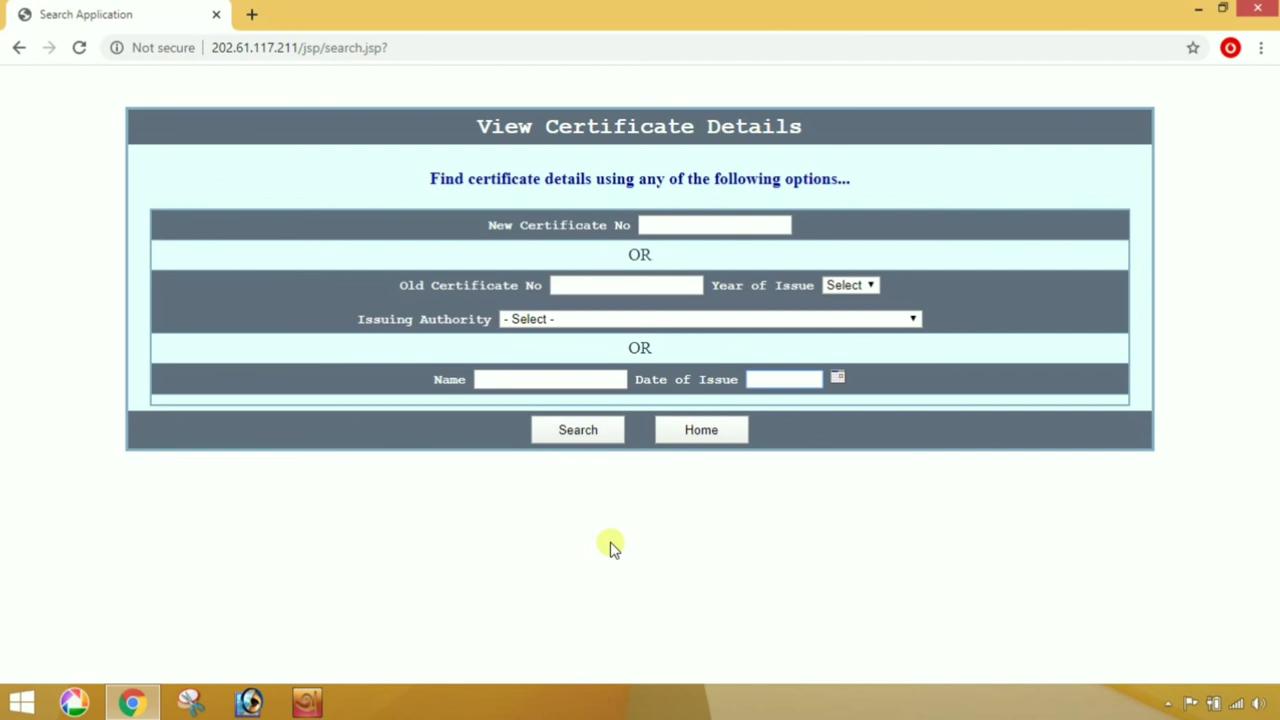 Search Application
Not secure
202.61.117.211/jsp/search.jsp?
View Certificate Details
Find certificate details using any of the following options...
New Certificate No
OR
Old Certificate No Year of Issue Select
Issuing Authority - Select -
OR
Name Date of Issue
Search Home